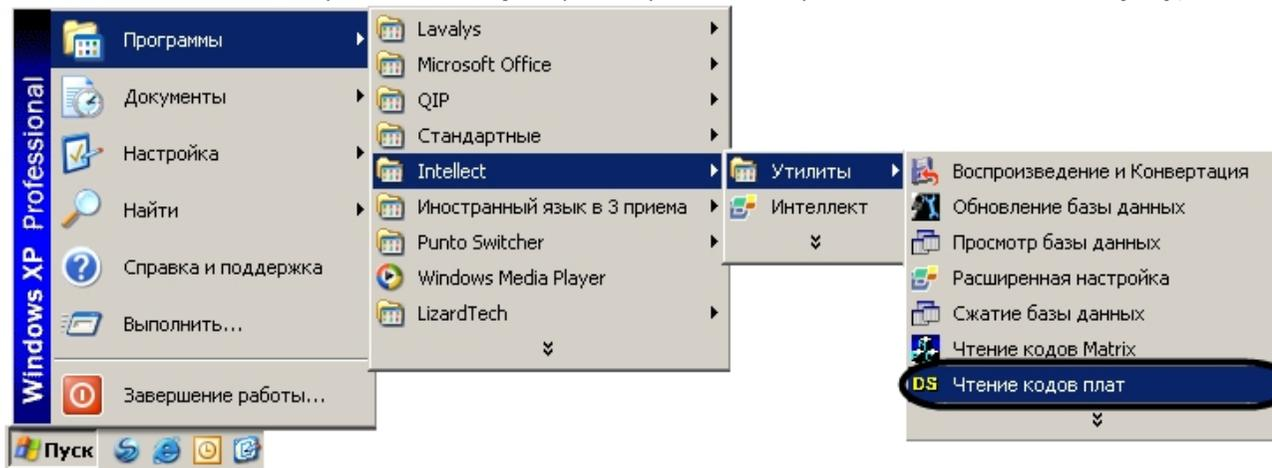 Windows XP Professional
Программы
Документы
Настройка
Найти
Справка и поддержка
Выполнить...
Завершение работы...
Пуск
Lavalys
Microsoft Office
QIP
Стандартные
Intellect
Иностранный язык в 3 приема
Punto Switcher
Windows Media Player
LizardTech
Утилиты
Интеллект
Воспроизведение и Конвертация
Обновление базы данных
Просмотр базы данных
Расширенная настройка
Сжатие базы данных
Чтение кодов Matrix
DS Чтение кодов плат